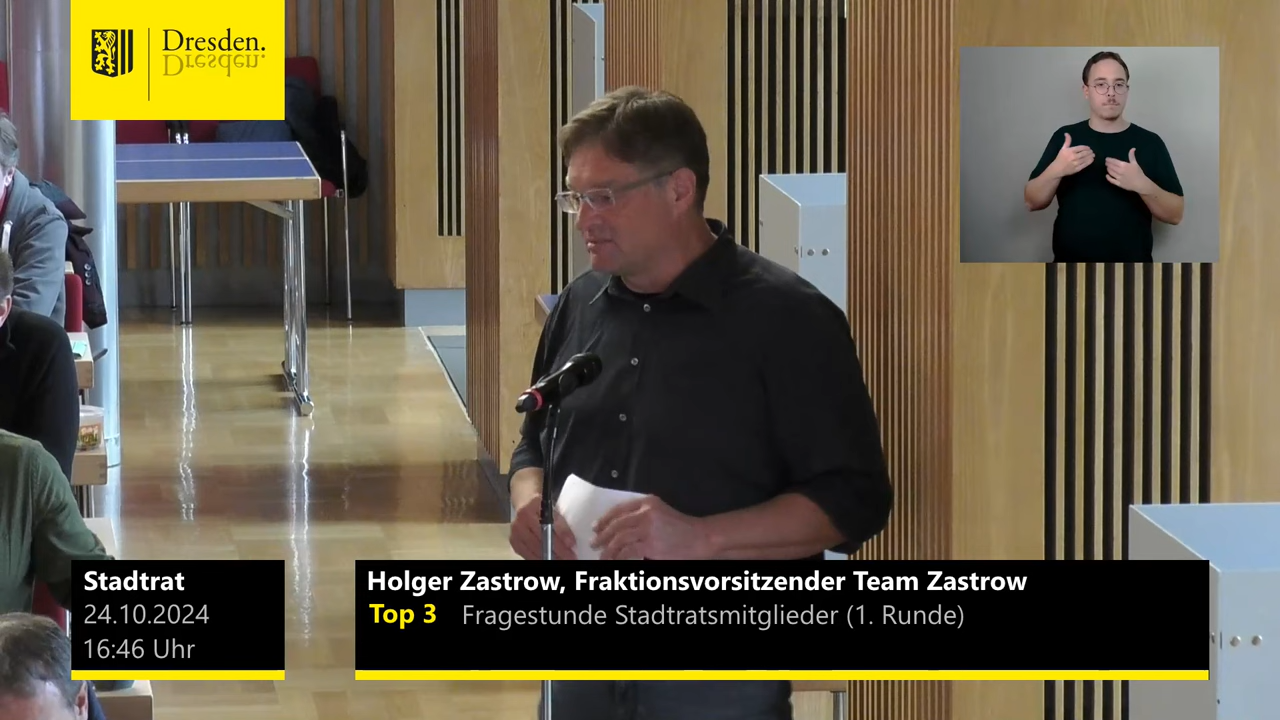 Dresden.
Dresden.
Stadtrat
24.10.2024
16:46 Uhr
Holger Zastrow, Fraktionsvorsitzender Team Zastrow
Top 3 Fragestunde Stadtratsmitglieder (1. Runde)